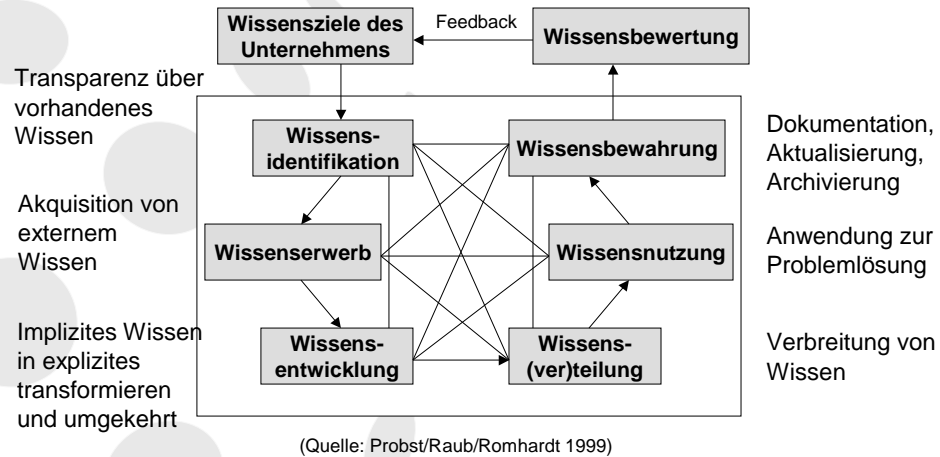 Wissensziele des
Unternehmens
Feedback
Wissensbewertung
Transparenz über
vorhandenes
Wissen
Wissens-
identifikation
Wissensbewahrung
Dokumentation,
Aktualisierung,
Archivierung
Akquisition von
externem
Wissen
Wissenserwerb
Wissensnutzung
Anwendung zur
Problemlösung
Implizites Wissen
in explizites
transformieren
und umgekehrt
Wissens-
entwicklung
Wissens-
(ver)teilung
Verbreitung von
Wissen
(Quelle: Probst/Raub/Romhardt 1999)